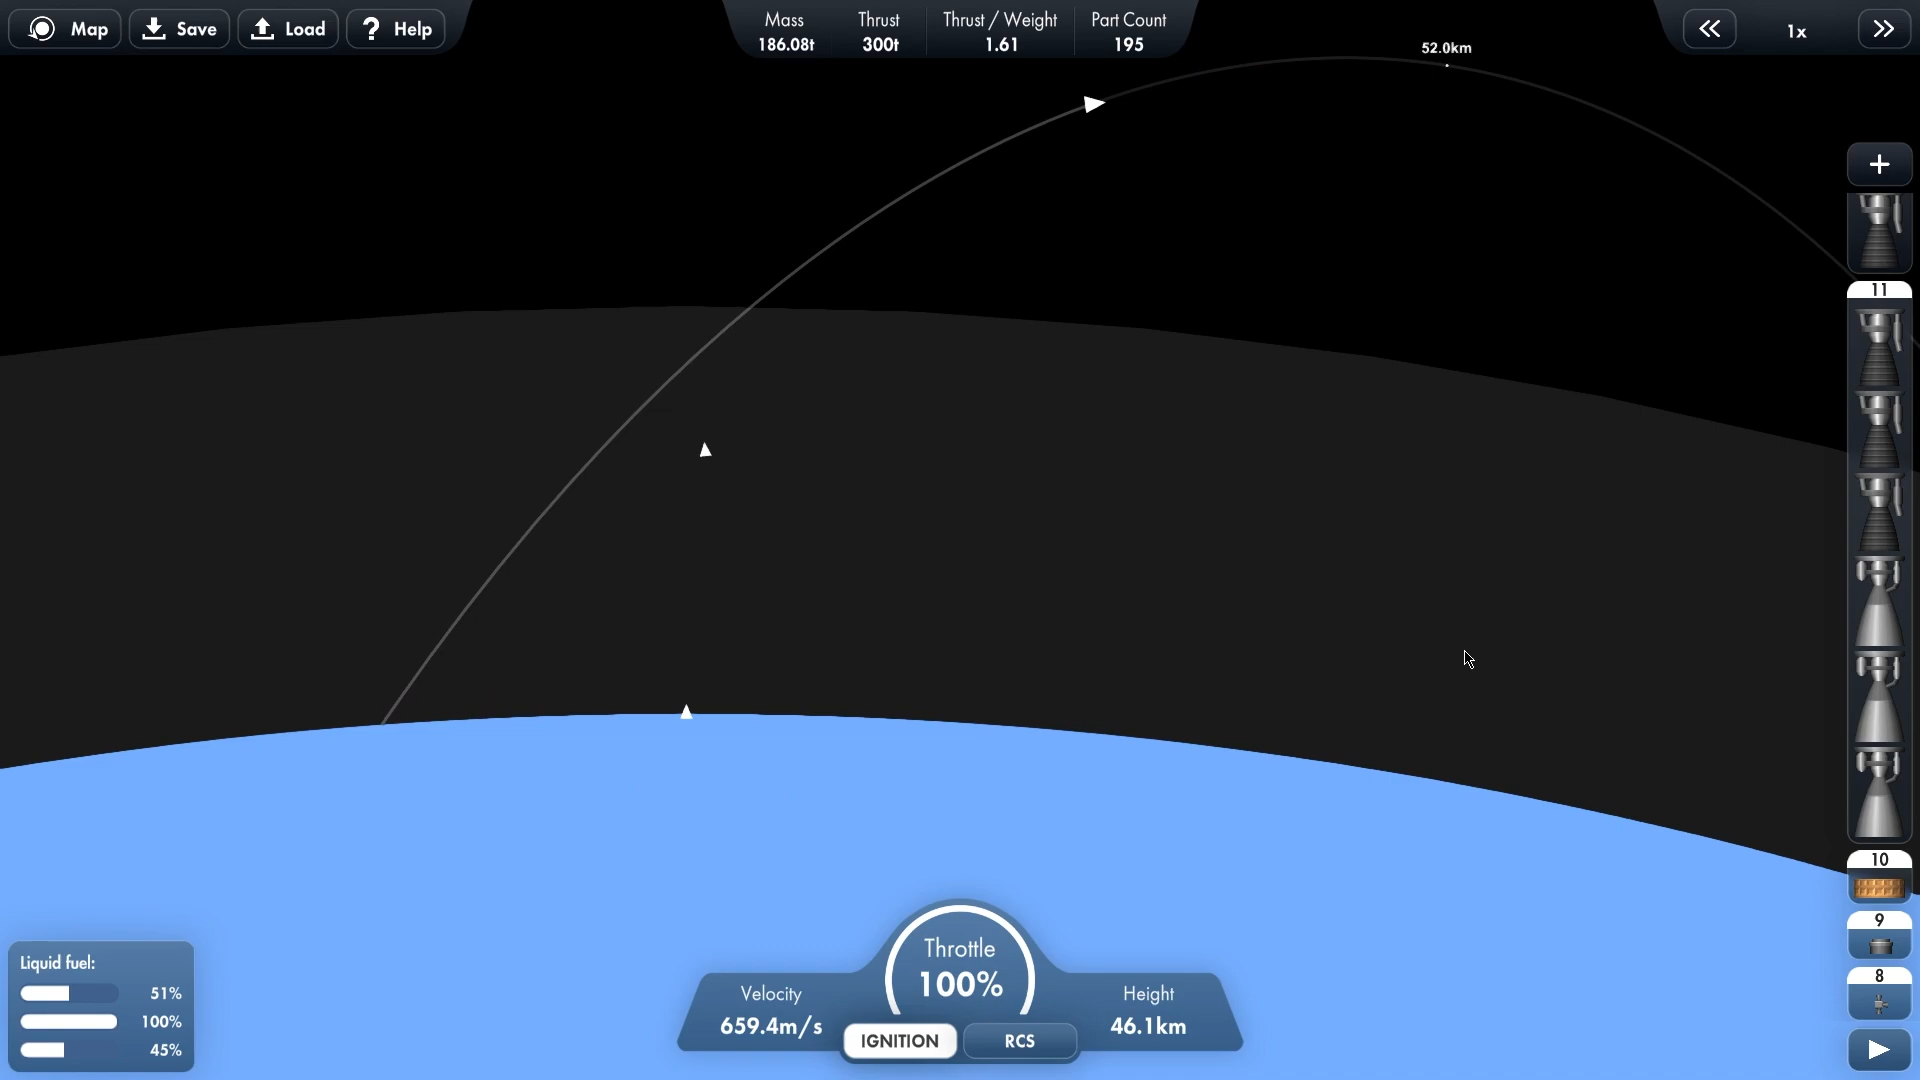 Map
Save
Load
? Help
Mass
186.08t
Thrust
300t
Thrust / Weight
1.61
Part Count
195
1x
52.0km
11
10
9
8
Liquid fuel:
51%
100%
45%
Throttle
100%
Velocity
659.4m/s
Height
46.1km
IGNITION
RCS